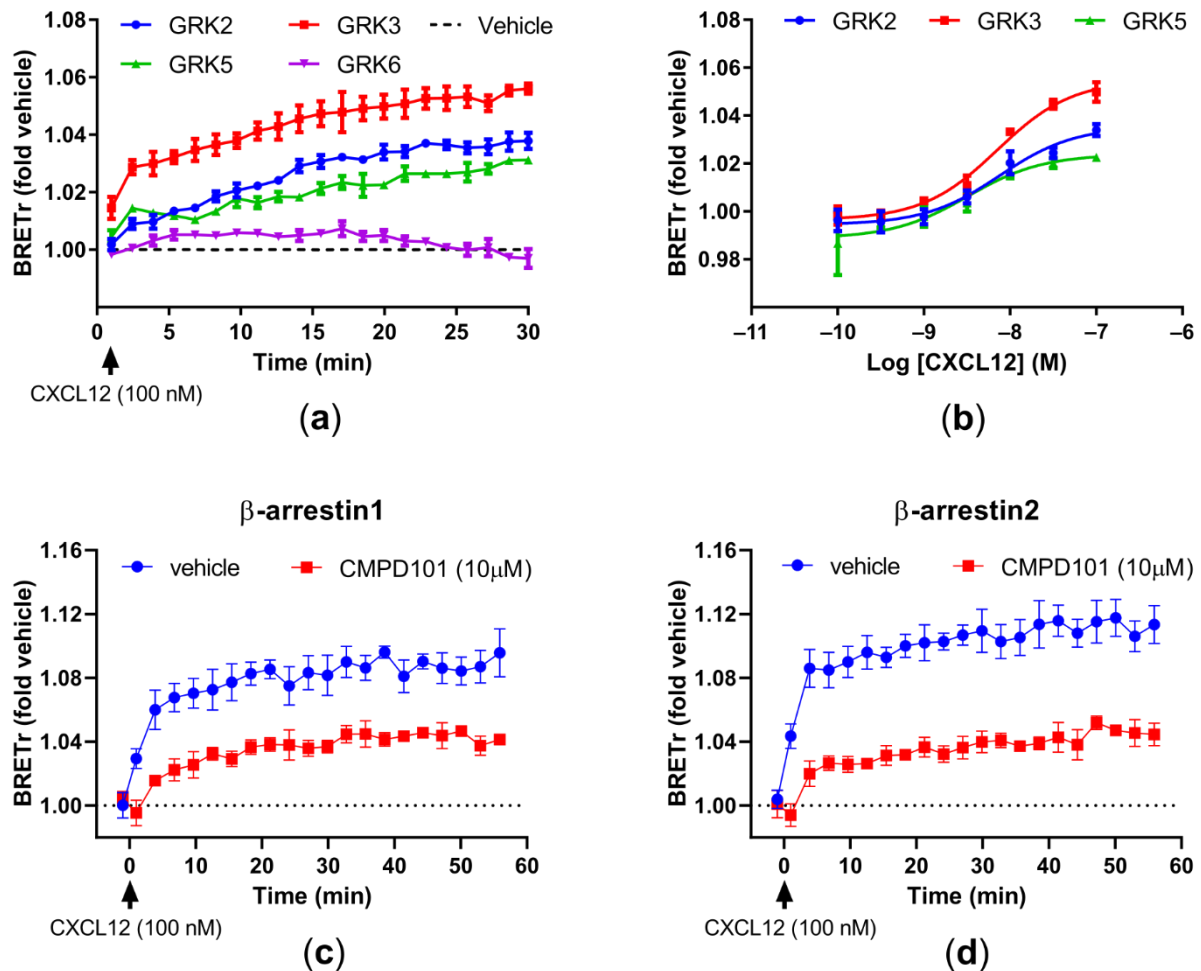 GRK2 GRK3 Vehicle
GRK5 GRK6
BRETr (fold vehicle)
1.08
1.06
1.04
1.02
1.00
0.98
0 5 10 15 20 25 30
Time (min)
CXCL12 (100 nM)
(a)
GRK2 GRK3 GRK5
BRETr (fold vehicle)
1.08
1.06
1.04
1.02
1.00
0.98
–11 –10 –9 –8 –7 –6
Log [CXCL12] (M)
(b)
β-arrestin1
vehicle CMPD101 (10μM)
BRETr (fold vehicle)
1.16
1.12
1.08
1.04
1.00
0 10 20 30 40 50 60
Time (min)
CXCL12 (100 nM)
(c)
β-arrestin2
vehicle CMPD101 (10μM)
BRETr (fold vehicle)
1.16
1.12
1.08
1.04
1.00
0 10 20 30 40 50 60
Time (min)
CXCL12 (100 nM)
(d)